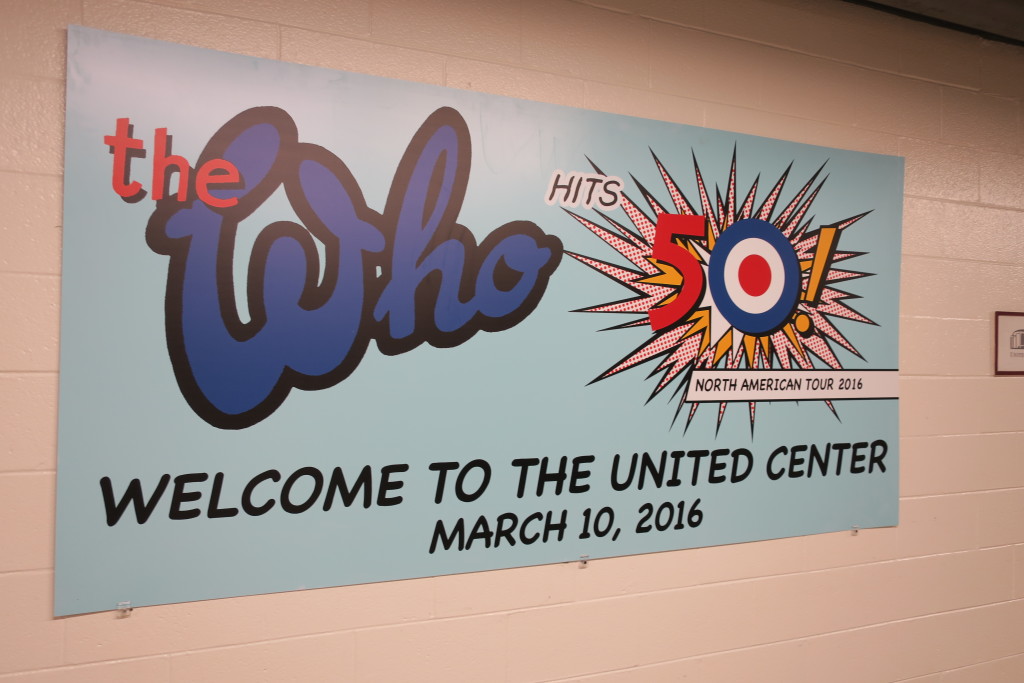 the Who
HITS
50!
NORTH AMERICAN TOUR 2016
WELCOME TO THE UNITED CENTER
MARCH 10, 2016